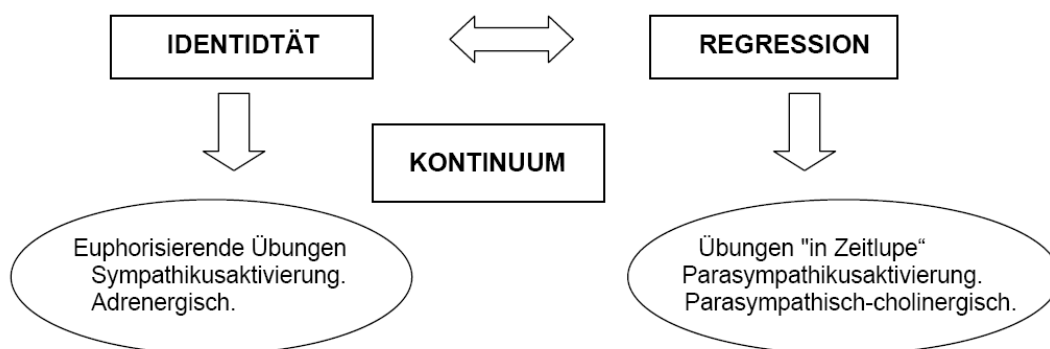 IDENTIDTÄT
REGRESSION
KONTINUUM
Euphorisierende Übungen
Sympathikusaktivierung.
Adrenergisch.
Übungen "in Zeitlupe“
Parasympathikusaktivierung.
Parasympathisch-cholinergisch.